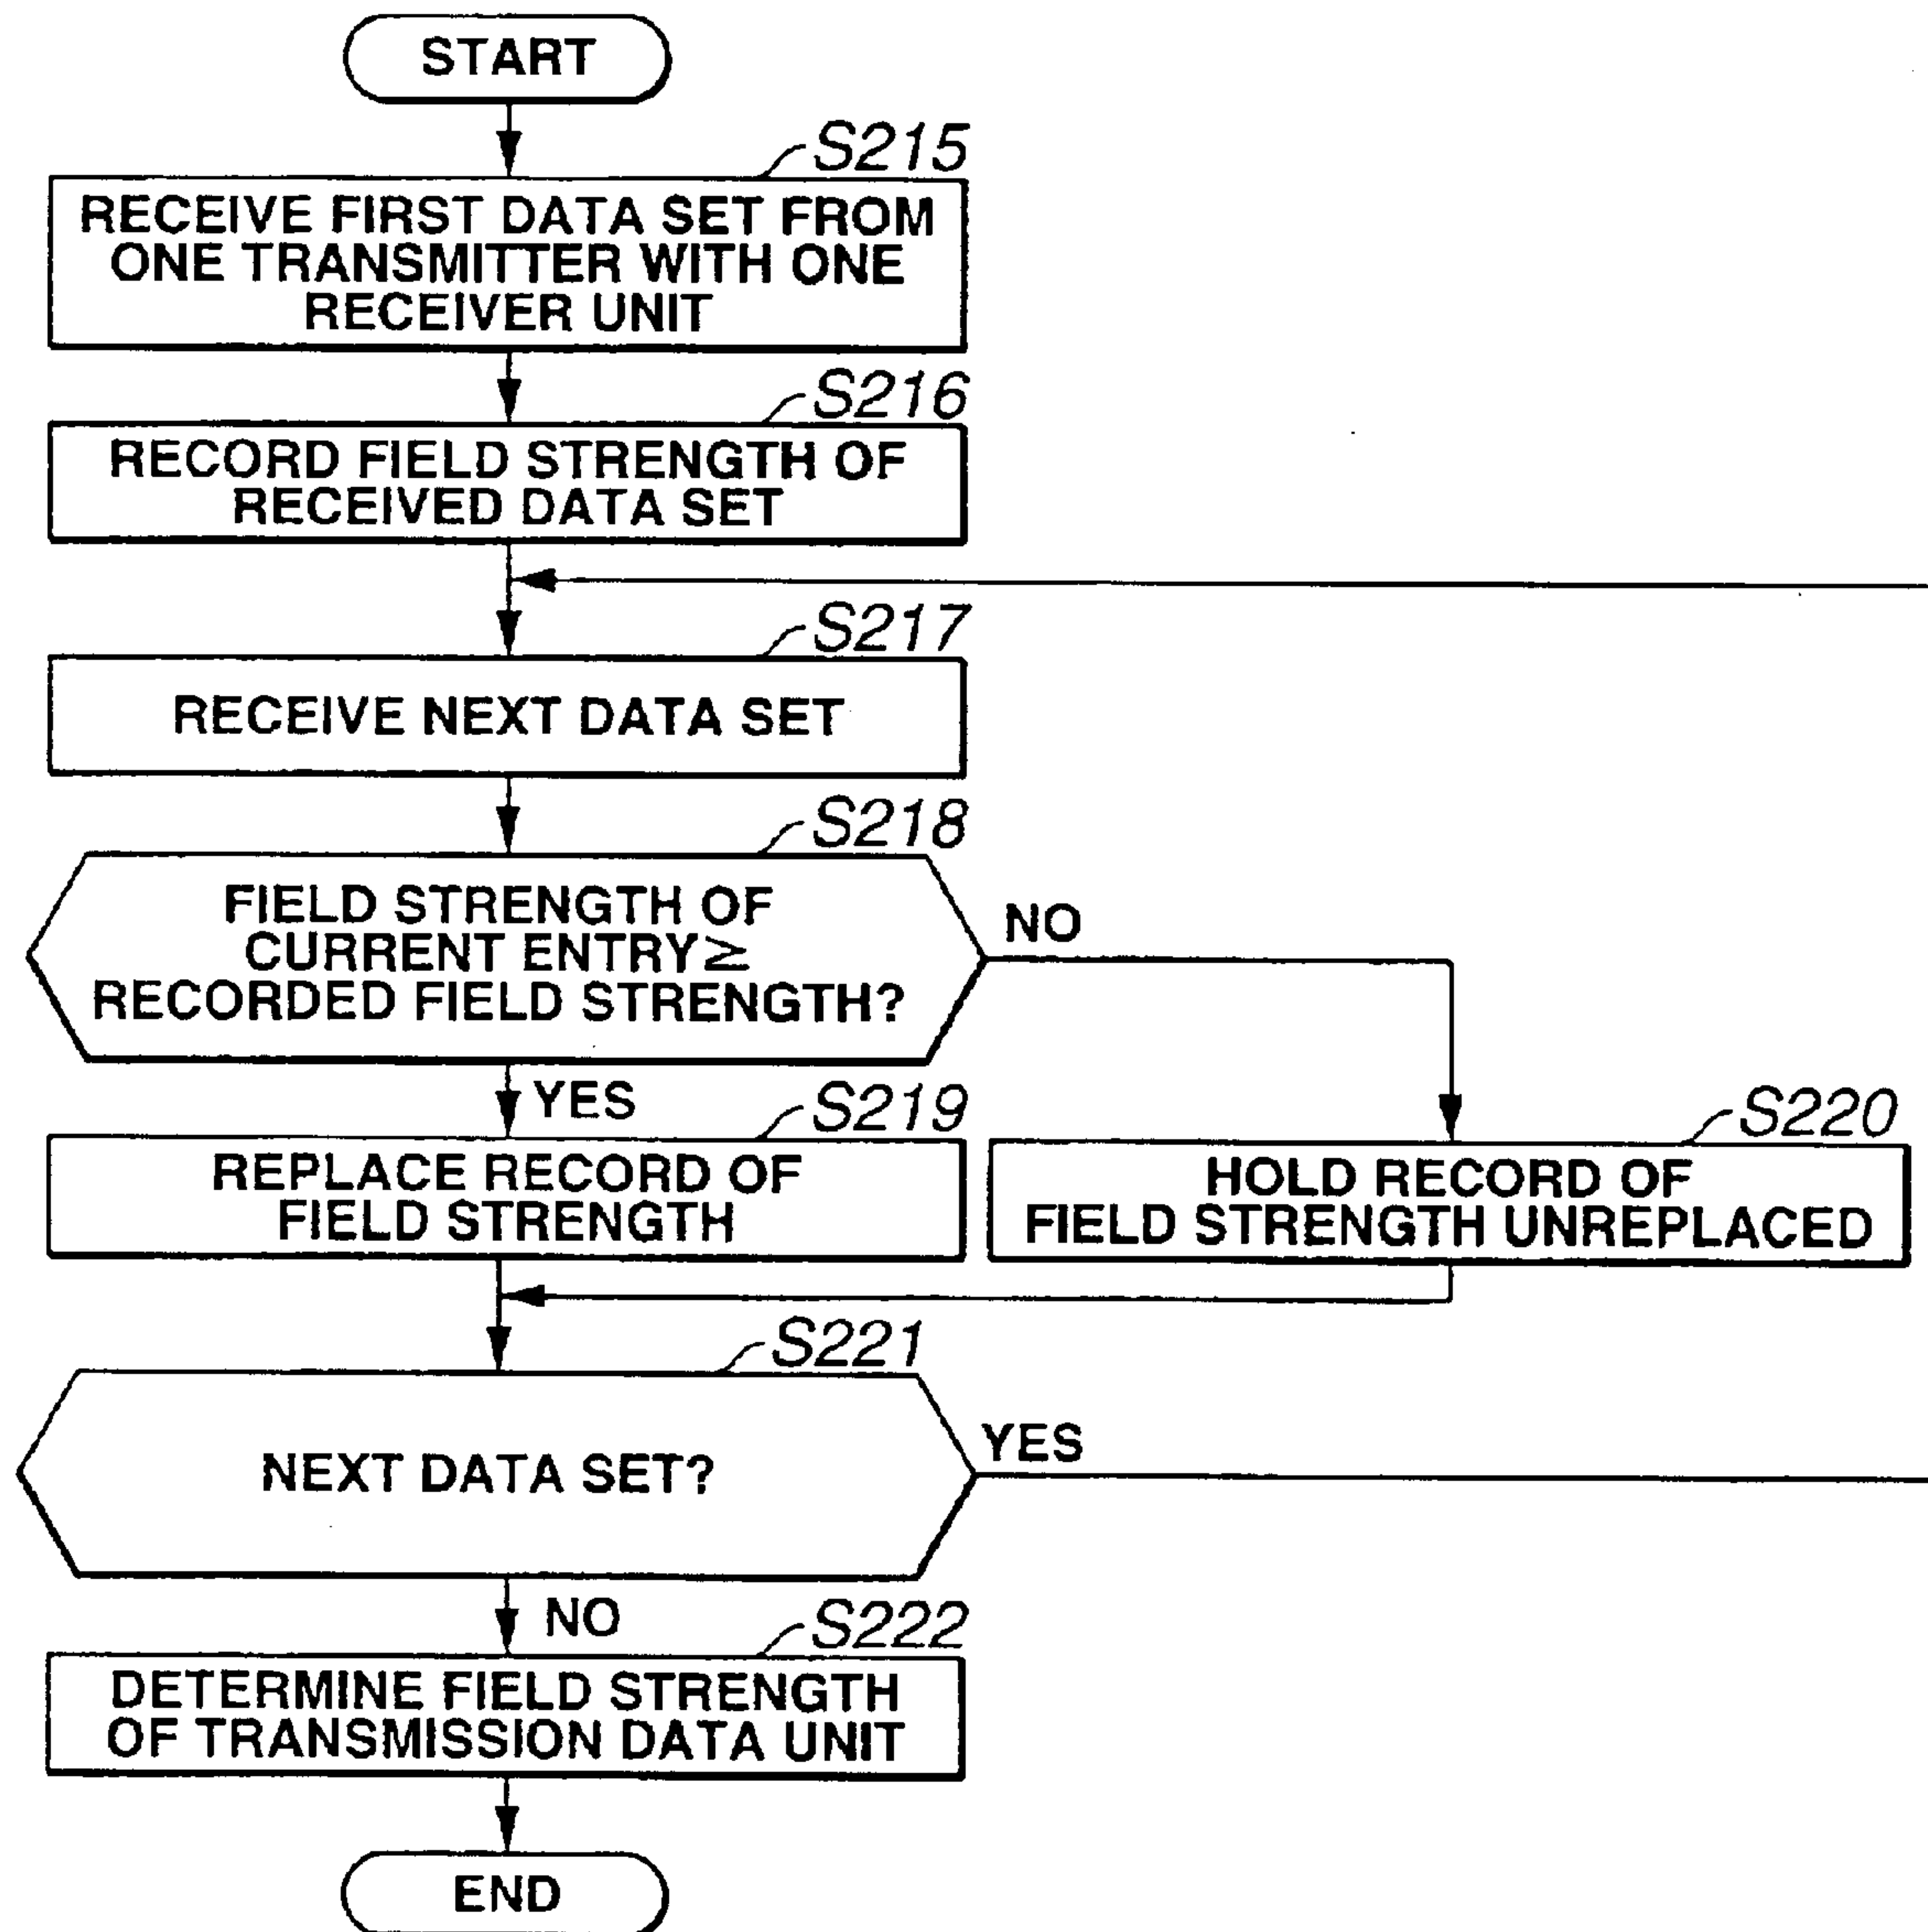 START
S215
RECEIVE FIRST DATA SET FROM
ONE TRANSMITTER WITH ONE
RECEIVER UNIT
S216
RECORD FIELD STRENGTH OF
RECEIVED DATA SET
S217
RECEIVE NEXT DATA SET
S218
FIELD STRENGTH OF
CURRENT ENTRY≧
RECORDED FIELD STRENGTH?
NO
YES
S219
REPLACE RECORD OF
FIELD STRENGTH
S220
HOLD RECORD OF
FIELD STRENGTH UNREPLACED
S221
NEXT DATA SET?
YES
NO
S222
DETERMINE FIELD STRENGTH
OF TRANSMISSION DATA UNIT
END